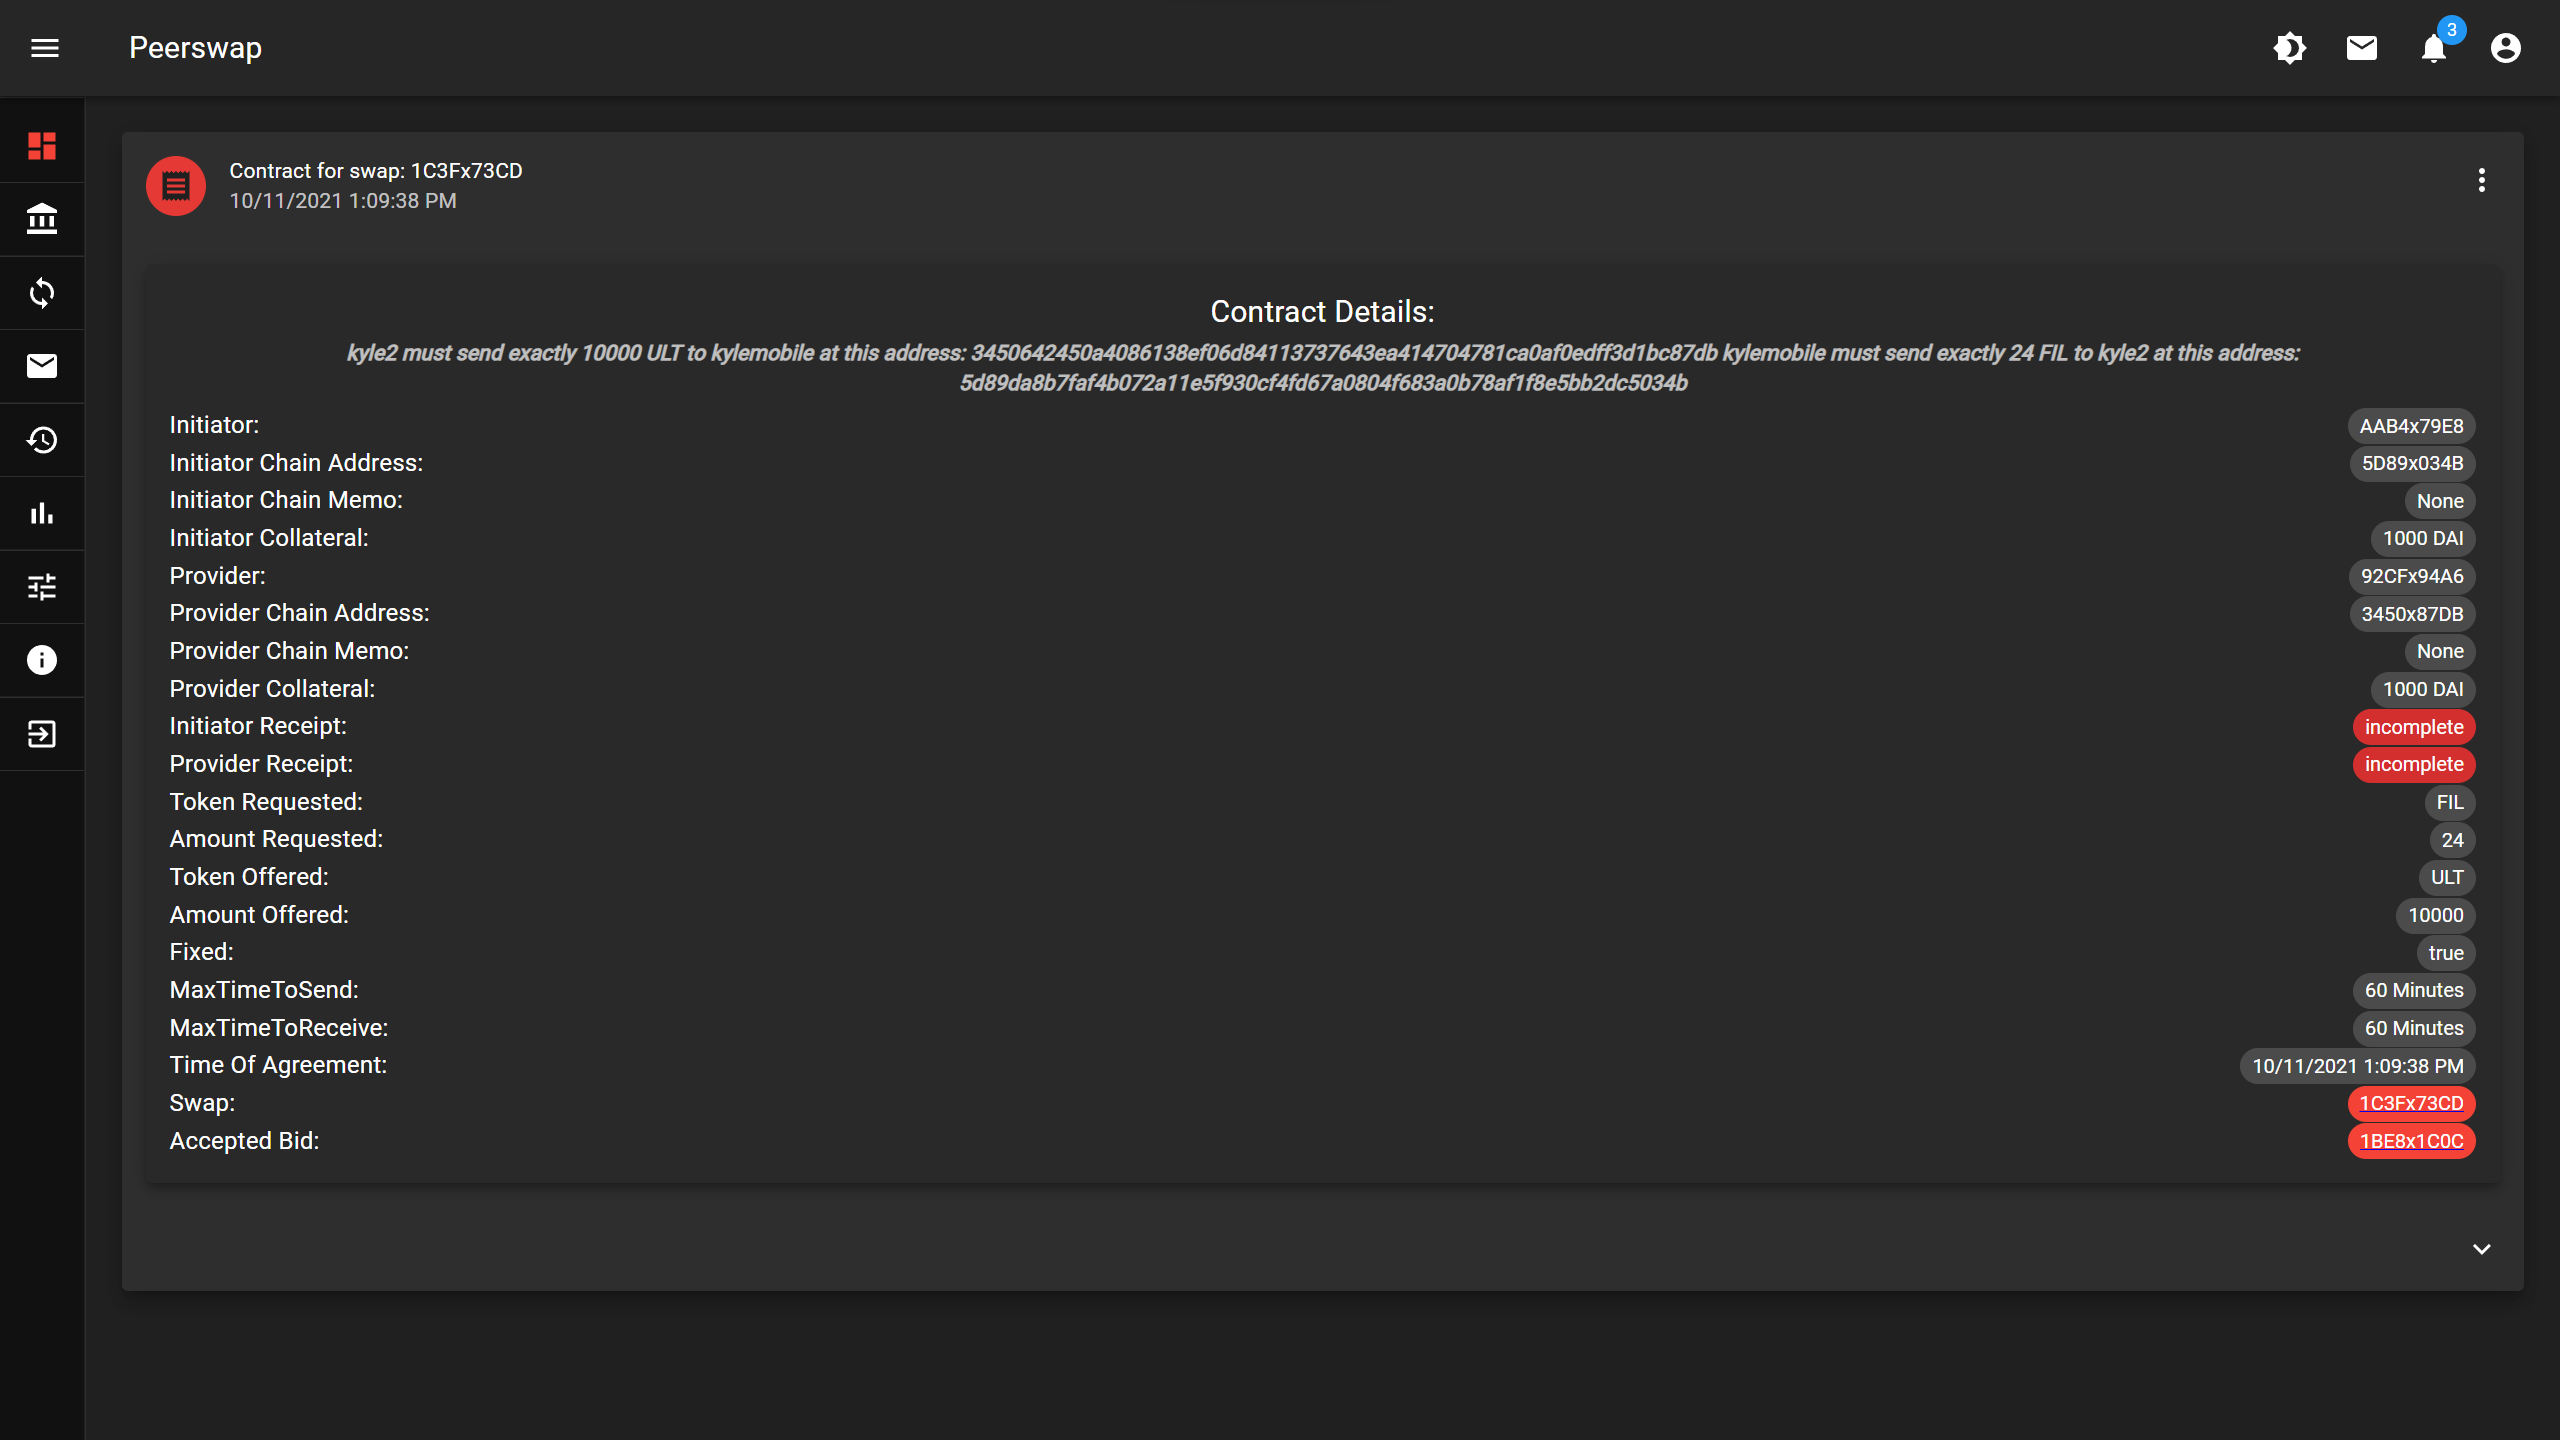 Peerswap
3
Contract for swap: 1C3Fx73CD
10/11/2021 1:09:38 PM
Contract Details:
kyle2 must send exactly 10000 ULT to kylemobile at this address: 3450642450a4086138ef06d84113737643ea414704781ca0af0edff3d1bc87db kylemobile must send exactly 24 FIL to kyle2 at this address:
5d89da8b7faf4b072a11e5f930cf4fd67a0804f683a0b78af1f8e5bb2dc5034b
Initiator: AAB4x79E8
Initiator Chain Address: 5D89x034B
Initiator Chain Memo: None
Initiator Collateral: 1000 DAI
Provider: 92CFx94A6
Provider Chain Address: 3450x87DB
Provider Chain Memo: None
Provider Collateral: 1000 DAI
Initiator Receipt: incomplete
Provider Receipt: incomplete
Token Requested: FIL
Amount Requested: 24
Token Offered: ULT
Amount Offered: 10000
Fixed: true
MaxTimeToSend: 60 Minutes
MaxTimeToReceive: 60 Minutes
Time Of Agreement: 10/11/2021 1:09:38 PM
Swap: 1C3Fx73CD
Accepted Bid: 1BE8x1C0C